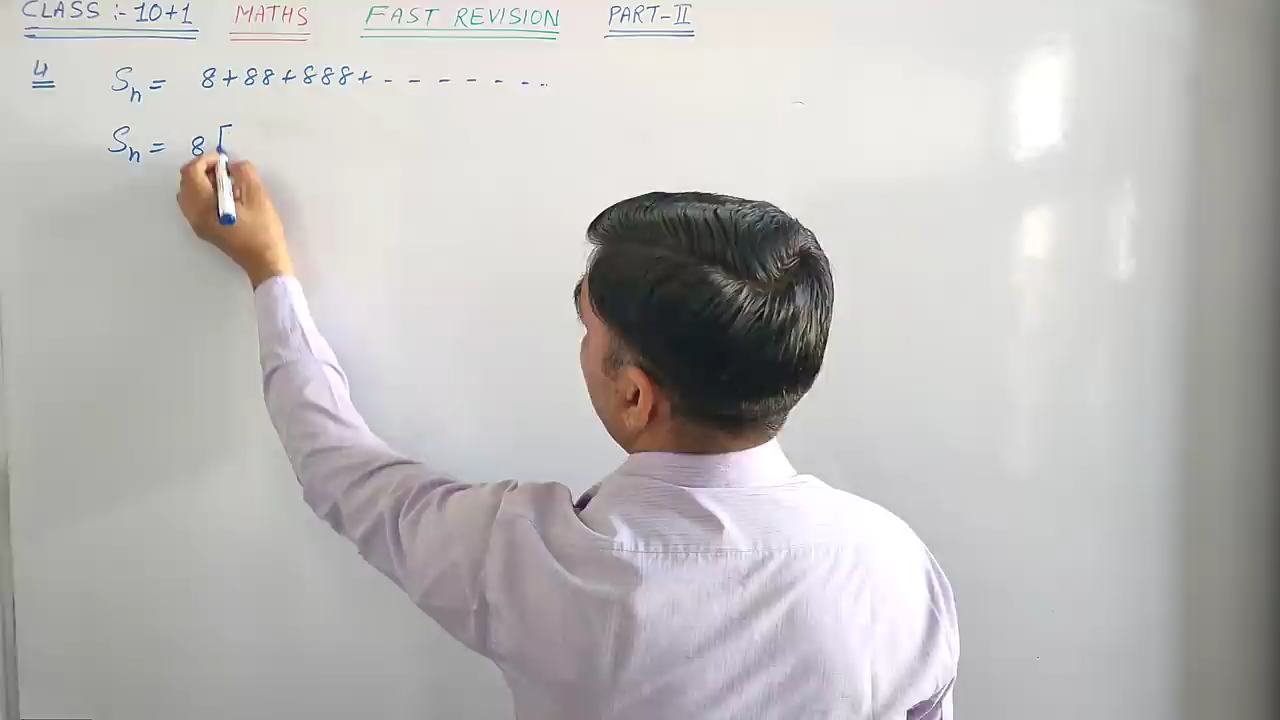 CLASS :- 10+1 MATHS FAST REVISION PART-II
4 Sn = 8+88+888+- - - - - - - -
Sn = 8 [